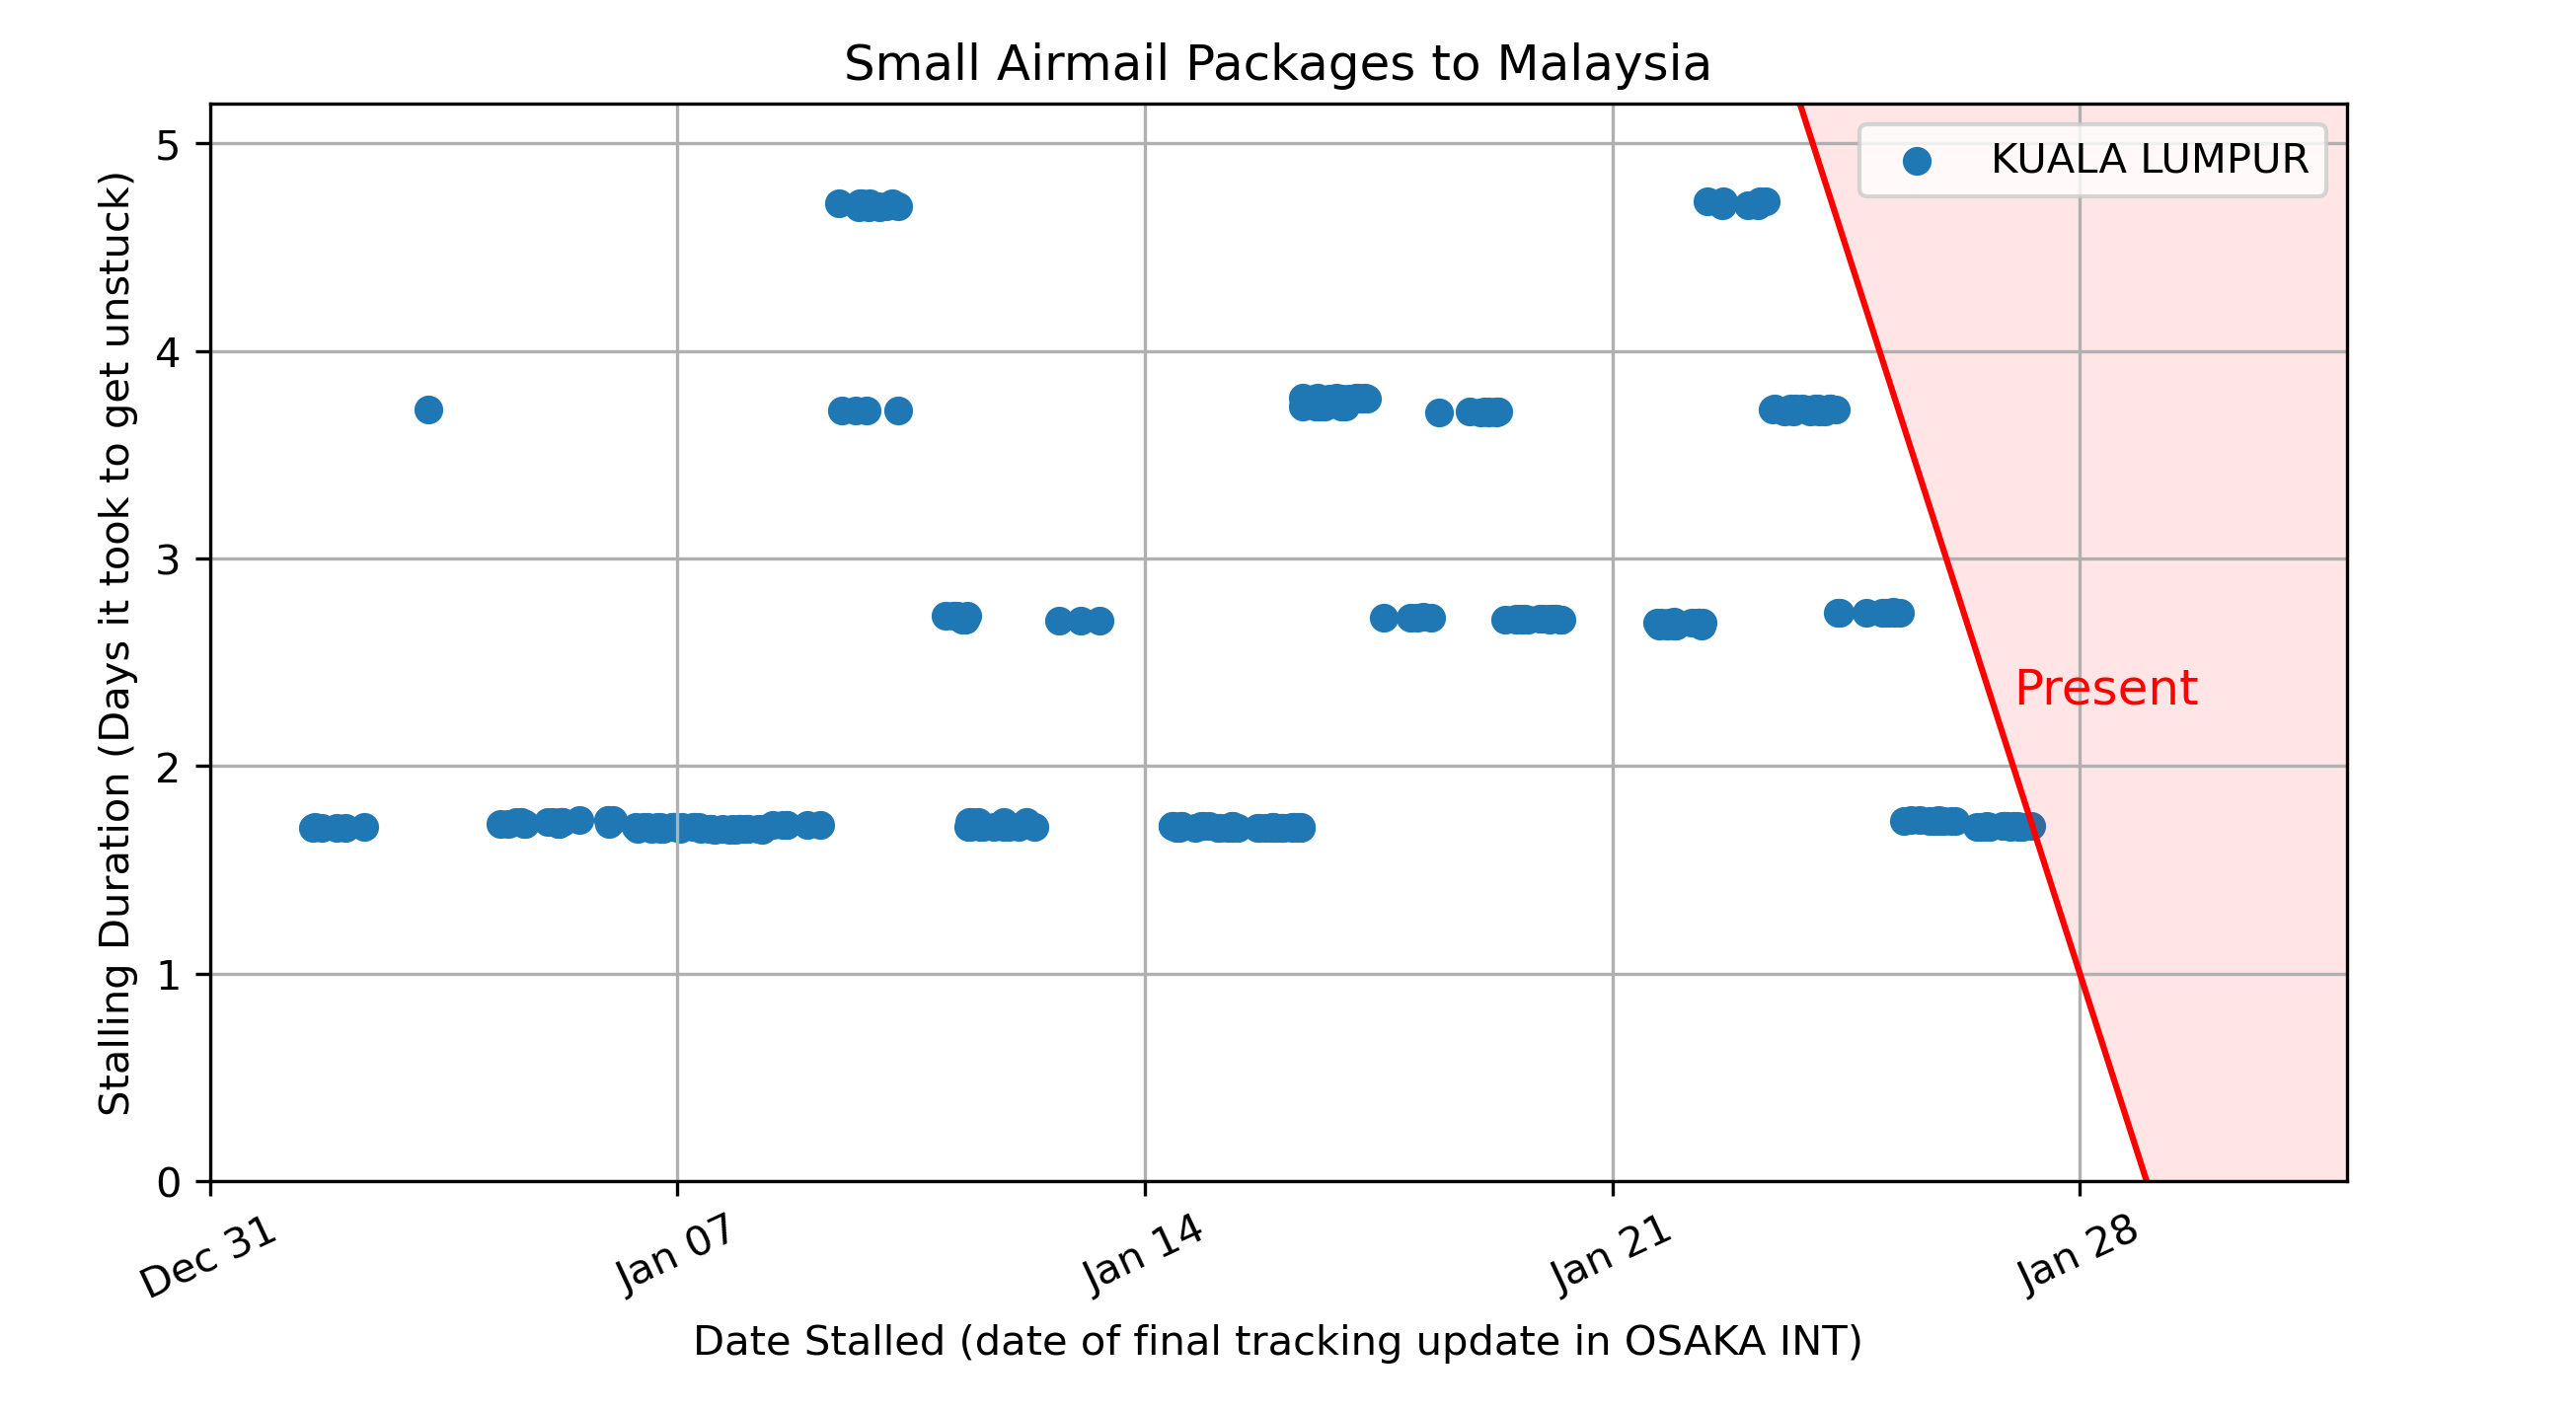 Small Airmail Packages to Malaysia
KUALA LUMPUR
Stalling Duration (Days it took to get unstuck)
5
4
3
2
1
0
Present
Dec 31
Jan 07
Jan 14
Jan 21
Jan 28
Date Stalled (date of final tracking update in OSAKA INT)